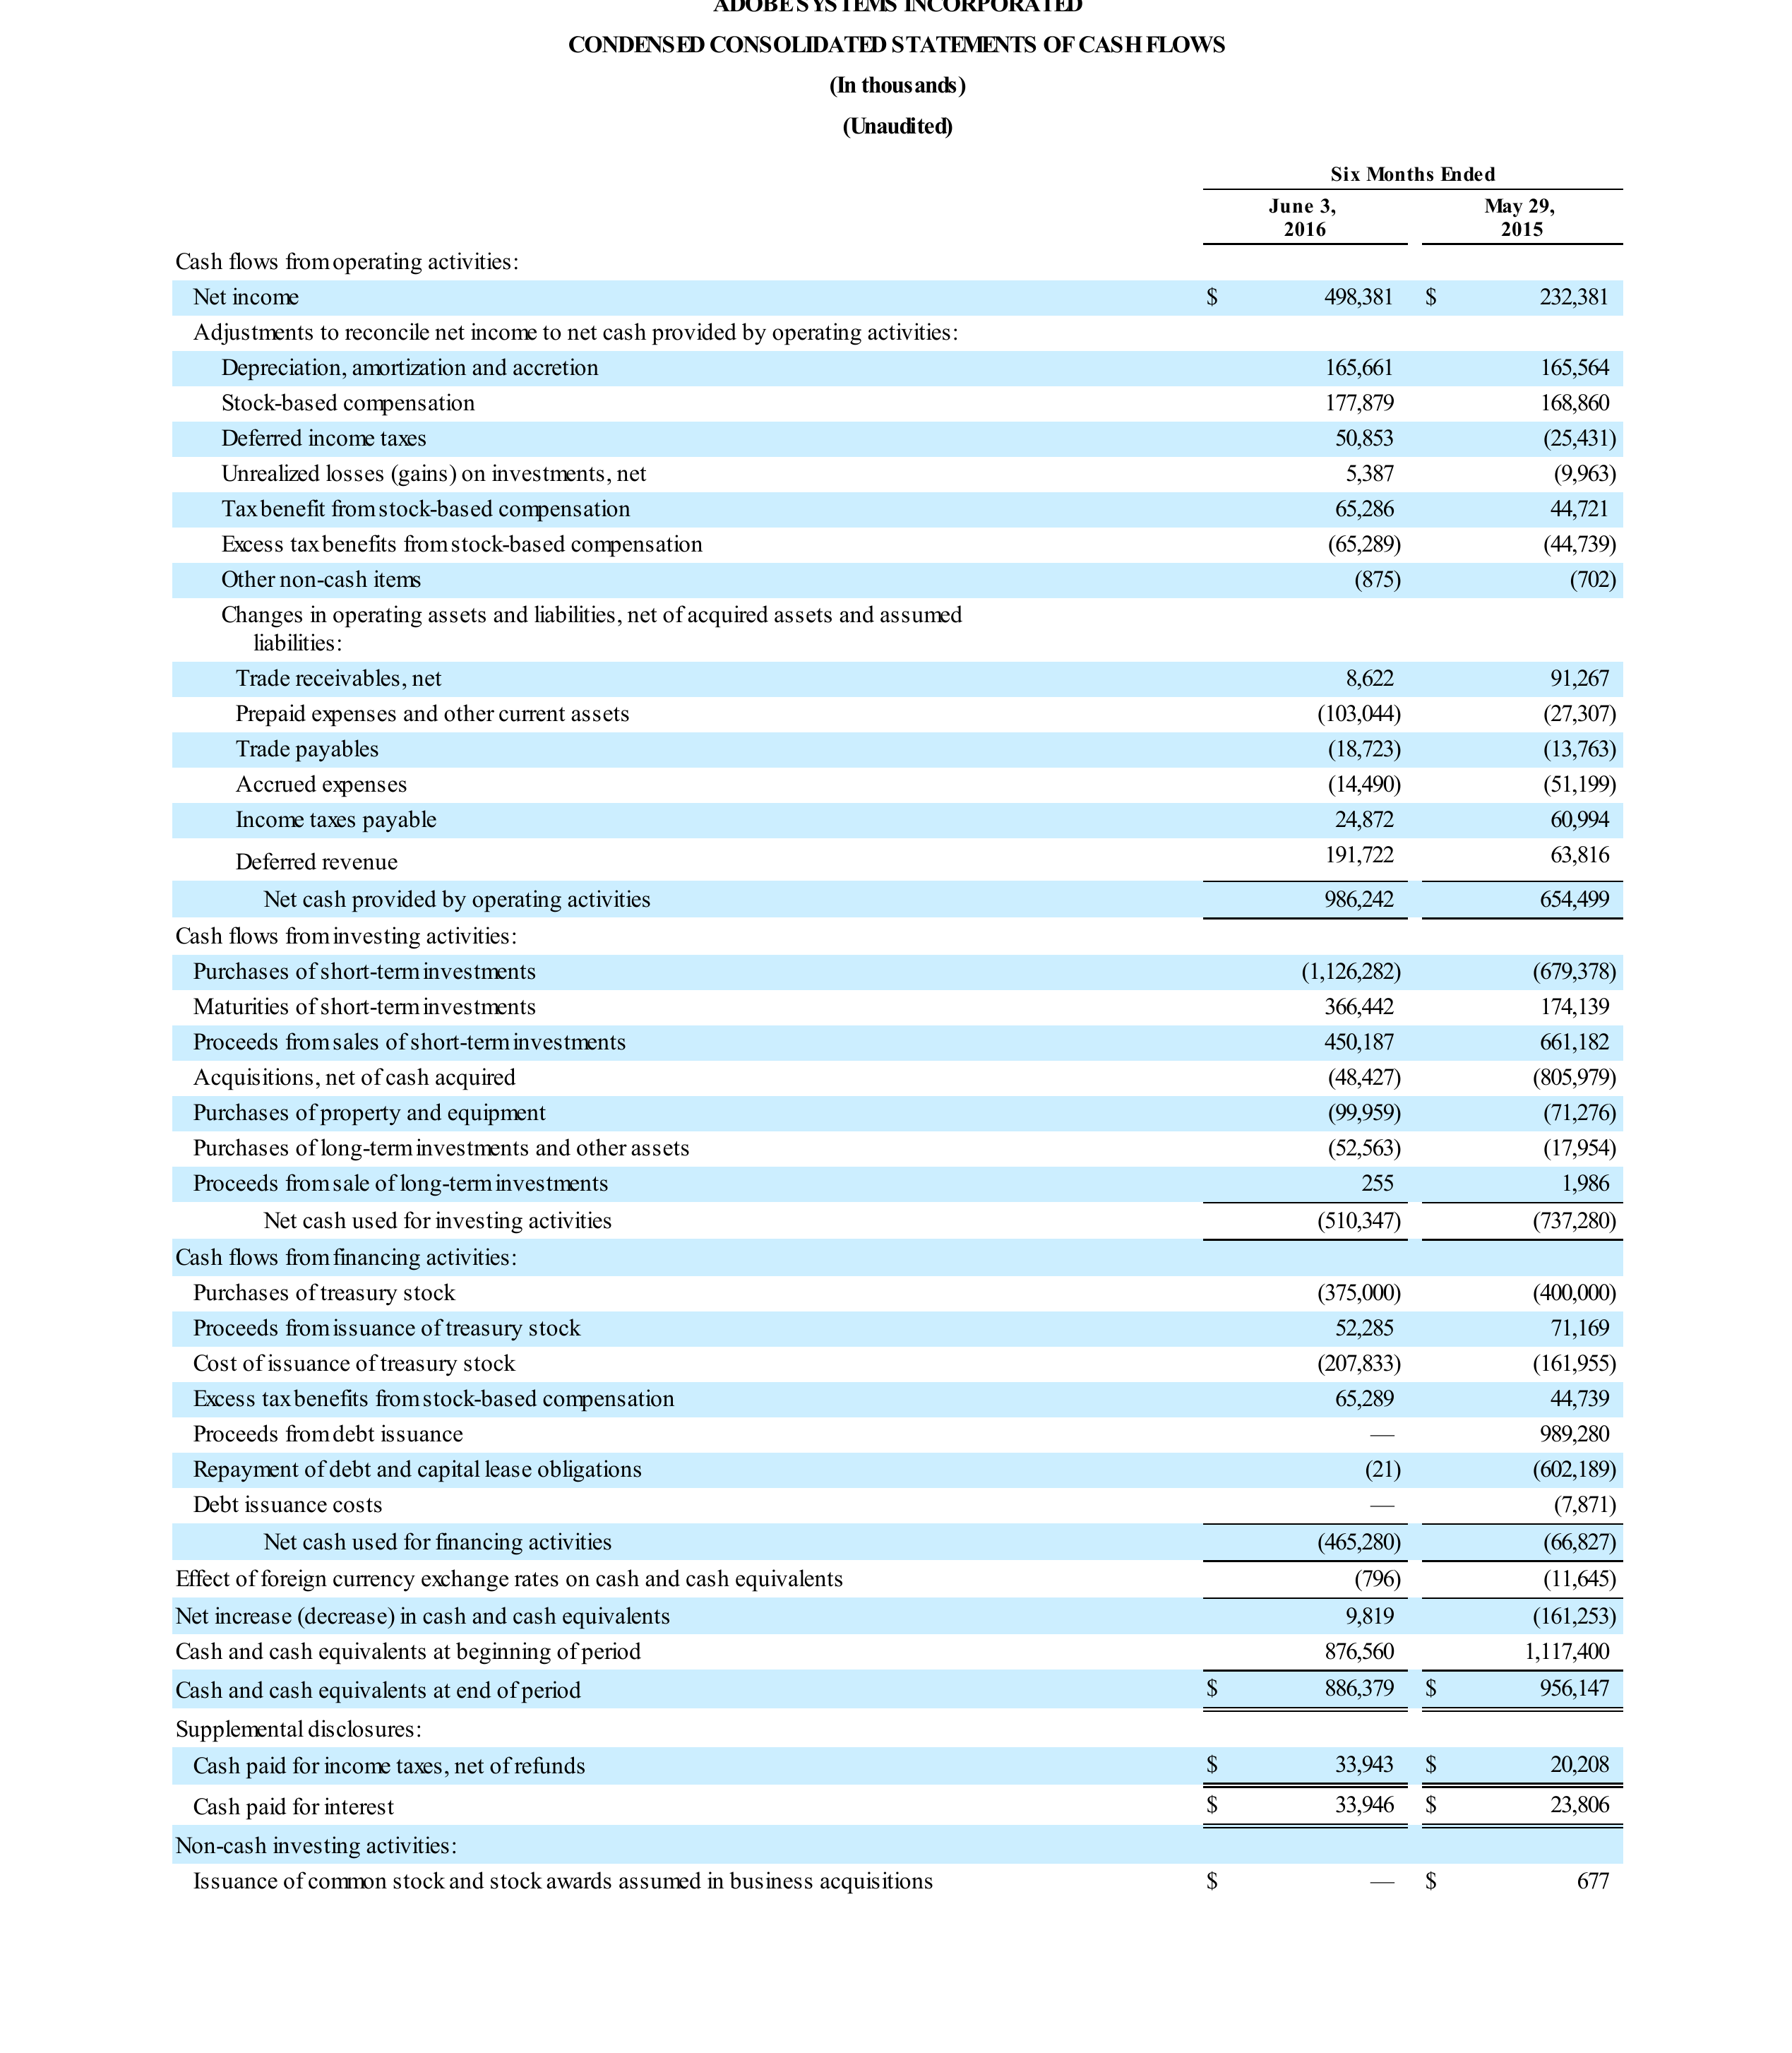 ADOBE SYSTEMS INCORPORATED
CONDENSED CONSOLIDATED STATEMENTS OF CASH FLOWS
(In thousands)
(Unaudited)
Six Months Ended
June 3, 2016 May 29, 2015
Cash flows from operating activities:
Net income $ 498,381 $ 232,381
Adjustments to reconcile net income to net cash provided by operating activities:
Depreciation, amortization and accretion 165,661 165,564
Stock-based compensation 177,879 168,860
Deferred income taxes 50,853 (25,431)
Unrealized losses (gains) on investments, net 5,387 (9,963)
Tax benefit from stock-based compensation 65,286 44,721
Excess tax benefits from stock-based compensation (65,289) (44,739)
Other non-cash items (875) (702)
Changes in operating assets and liabilities, net of acquired assets and assumed
liabilities:
Trade receivables, net 8,622 91,267
Prepaid expenses and other current assets (103,044) (27,307)
Trade payables (18,723) (13,763)
Accrued expenses (14,490) (51,199)
Income taxes payable 24,872 60,994
Deferred revenue 191,722 63,816
Net cash provided by operating activities 986,242 654,499
Cash flows from investing activities:
Purchases of short-term investments (1,126,282) (679,378)
Maturities of short-term investments 366,442 174,139
Proceeds from sales of short-term investments 450,187 661,182
Acquisitions, net of cash acquired (48,427) (805,979)
Purchases of property and equipment (99,959) (71,276)
Purchases of long-term investments and other assets (52,563) (17,954)
Proceeds from sale of long-term investments 255 1,986
Net cash used for investing activities (510,347) (737,280)
Cash flows from financing activities:
Purchases of treasury stock (375,000) (400,000)
Proceeds from issuance of treasury stock 52,285 71,169
Cost of issuance of treasury stock (207,833) (161,955)
Excess tax benefits from stock-based compensation 65,289 44,739
Proceeds from debt issuance — 989,280
Repayment of debt and capital lease obligations (21) (602,189)
Debt issuance costs — (7,871)
Net cash used for financing activities (465,280) (66,827)
Effect of foreign currency exchange rates on cash and cash equivalents (796) (11,645)
Net increase (decrease) in cash and cash equivalents 9,819 (161,253)
Cash and cash equivalents at beginning of period 876,560 1,117,400
Cash and cash equivalents at end of period $ 886,379 $ 956,147
Supplemental disclosures:
Cash paid for income taxes, net of refunds $ 33,943 $ 20,208
Cash paid for interest $ 33,946 $ 23,806
Non-cash investing activities:
Issuance of common stock and stock awards assumed in business acquisitions $ — $ 677